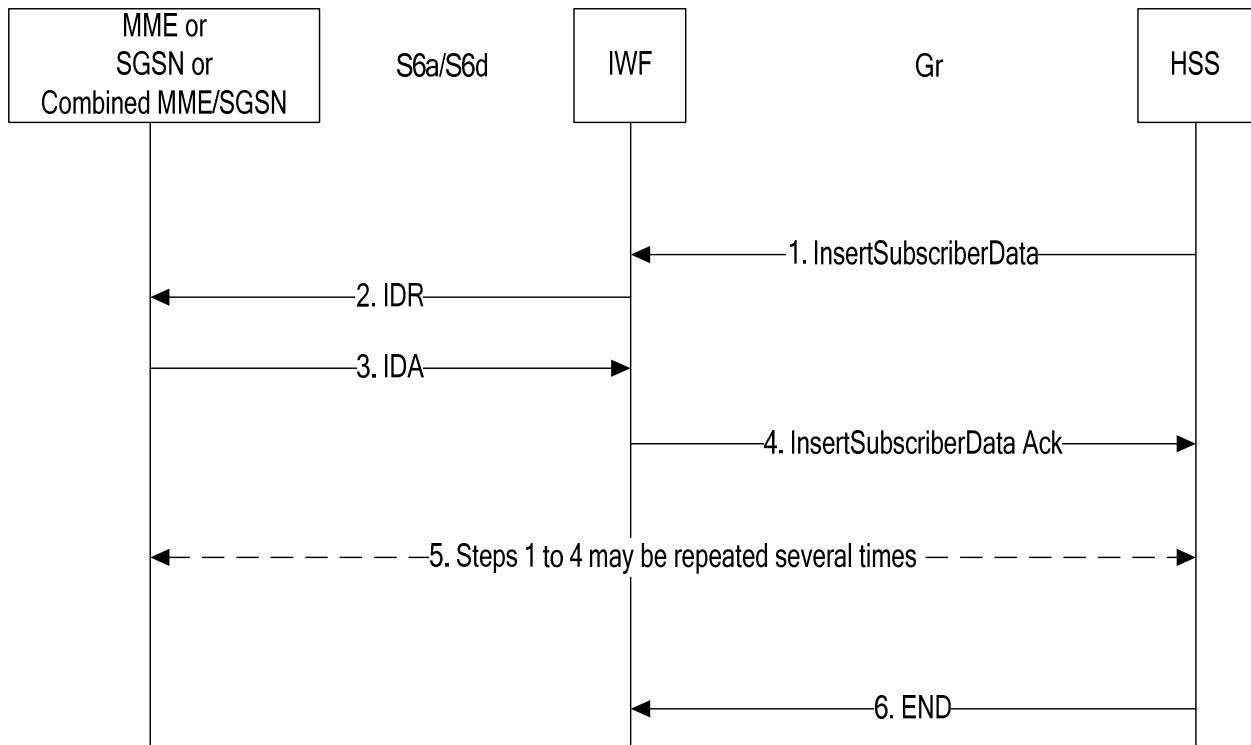 MME or
SGSN or
Combined MME/SGSN
S6a/S6d
IWF
Gr
HSS
1. InsertSubscriberData
2. IDR
3. IDA
4. InsertSubscriberData Ack
5. Steps 1 to 4 may be repeated several times
6. END